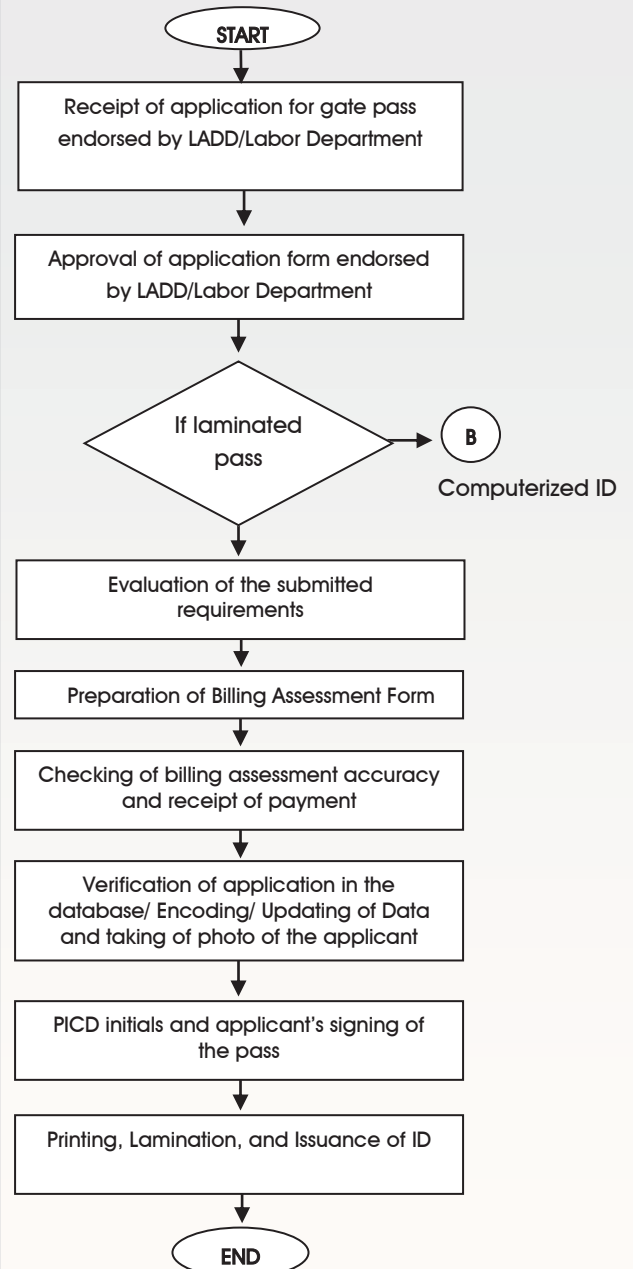 START
Receipt of application for gate pass
endorsed by LADD/Labor Department
Approval of application form endorsed
by LADD/Labor Department
If laminated
pass
B
Computerized ID
Evaluation of the submitted
requirements
Preparation of Billing Assessment Form
Checking of billing assessment accuracy
and receipt of payment
Verification of application in the
database/ Encoding/ Updating of Data
and taking of photo of the applicant
PICD initials and applicant's signing of
the pass
Printing, Lamination, and Issuance of ID
END